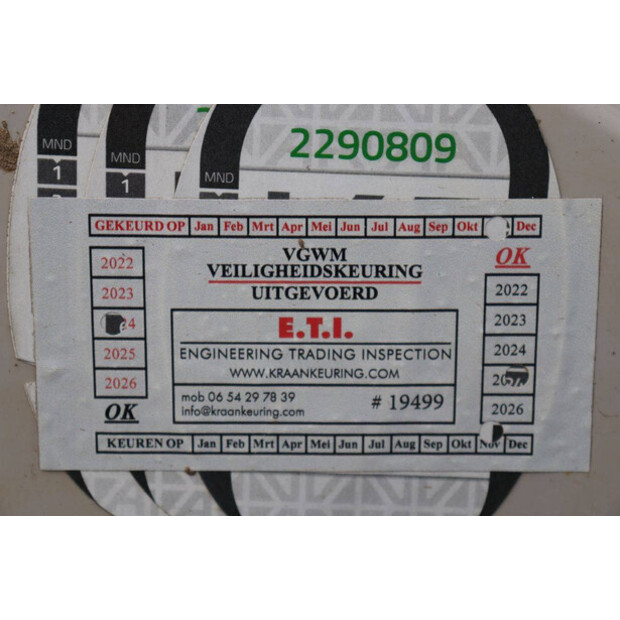 2290809
MND
MND
MND
1
1
GEKEURD OP Jan Feb Mrt Apr Mei Jun Jul Aug Sep Okt Dec
VGWM
VEILIGHEIDSKEURING
UITGEVOERD
OK
2022
2023
2025
2026
OK
E.T.I.
ENGINEERING TRADING INSPECTION
WWW.KRAANKEURING.COM
mob 06 54 29 78 39
info@kraankeuring.com
# 19499
2022
2023
2024
2026
KEUREN OP Jan Feb Mrt Apr Mei Jun Jul Aug Sep Okt Nov Dec